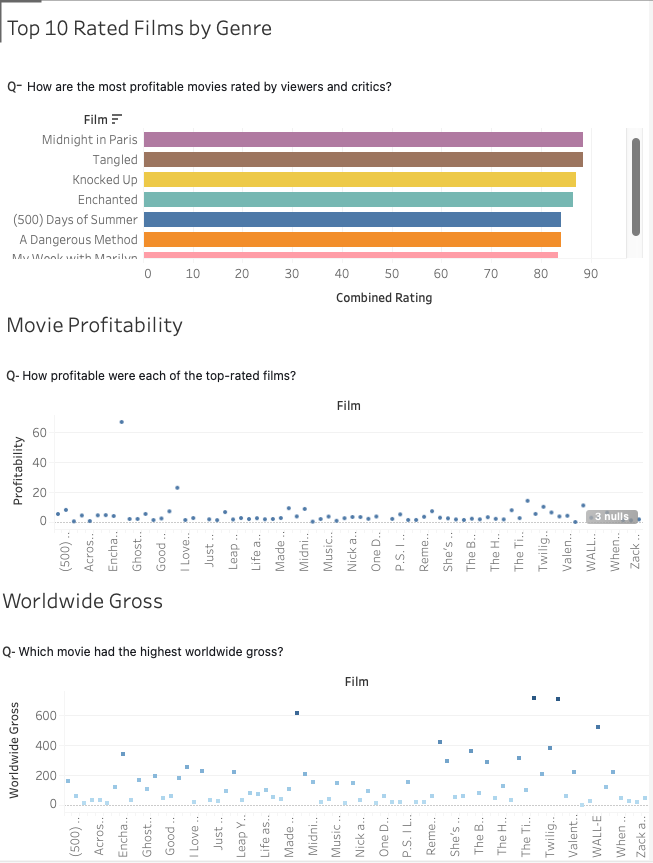 Top 10 Rated Films by Genre
Q- How are the most profitable movies rated by viewers and critics?
Film
Midnight in Paris
Tangled
Knocked Up
Enchanted
(500) Days of Summer
A Dangerous Method
My Week with Marilyn
0 10 20 30 40 50 60 70 80 90
Combined Rating
Movie Profitability
Q- How profitable were each of the top-rated films?
Film
Profitability
60
40
20
0
3 nulls
(500) ..
Acros..
Encha..
Ghost..
Good ..
I Love..
Just ..
Leap ..
Life a..
Made ..
Midni..
Music..
Nick a..
One D..
P.S. I ..
Reme..
She's ..
The B..
The H..
The Ti..
Twilig..
Valen..
WALL..
When..
Zack ..
Worldwide Gross
Q- Which movie had the highest worldwide gross?
Film
Worldwide Gross
600
400
200
0
(500) ..
Acros..
Encha..
Ghost..
Good ..
I Love ..
Just ..
Leap Y..
Life as..
Made ..
Midni..
Music ..
Nick a..
One D..
P.S. I L..
Reme..
She's ..
The B..
The H..
The Ti..
Twilig..
Valent..
WALL-E
When ..
Zack a..